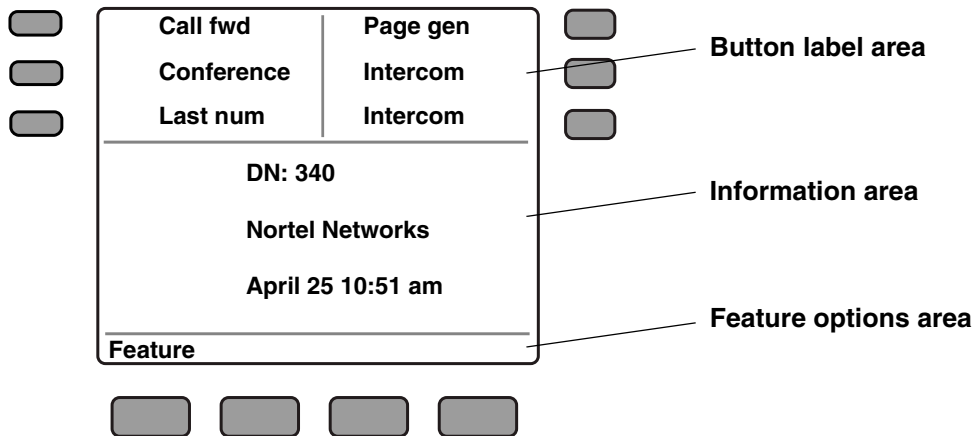 Call fwd
Page gen
Conference
Intercom
Last num
Intercom
DN: 340
Nortel Networks
April 25 10:51 am
Feature
Button label area
Information area
Feature options area